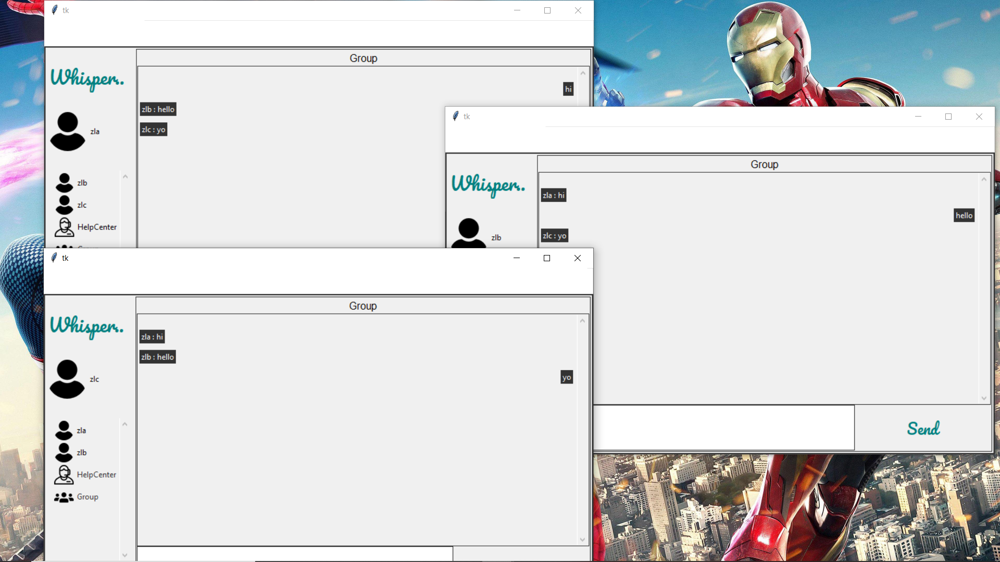 tk
Group
Whisper..
hi
zlb : hello
zlc : yo
zla
zlb
zlc
HelpCenter
tk
Group
Whisper..
zla : hi
hello
zlc : yo
zlb
Send
tk
Group
Whisper..
zla : hi
zlb : hello
yo
zlc
zla
zlb
HelpCenter
Group